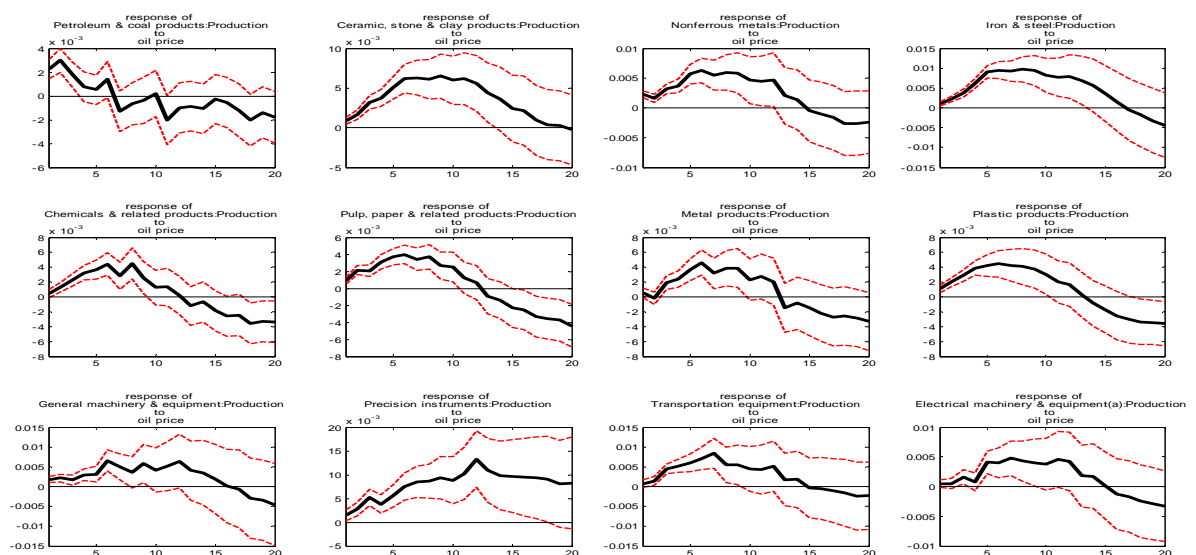 response of
Petroleum & coal products:Production
to
oil price
× 10⁻³
4
2
0
-2
-4
-6
5
10
15
20
response of
Ceramic, stone & clay products:Production
to
oil price
× 10⁻³
10
5
0
-5
5
10
15
20
response of
Nonferrous metals:Production
to
oil price
0.01
0.005
0
-0.005
-0.01
5
10
15
20
response of
Iron & steel:Production
to
oil price
0.015
0.01
0.005
0
-0.005
-0.01
-0.015
5
10
15
20
response of
Chemicals & related products:Production
to
oil price
× 10⁻³
8
6
4
2
0
-2
-4
-6
-8
5
10
15
20
response of
Pulp, paper & related products:Production
to
oil price
× 10⁻³
6
4
2
0
-2
-4
-6
-8
5
10
15
20
response of
Metal products:Production
to
oil price
× 10⁻³
8
6
4
2
0
-2
-4
-6
-8
5
10
15
20
response of
Plastic products:Production
to
oil price
× 10⁻³
8
6
4
2
0
-2
-4
-6
-8
5
10
15
20
response of
General machinery & equipment:Production
to
oil price
0.015
0.01
0.005
0
-0.005
-0.01
-0.015
5
10
15
20
response of
Precision instruments:Production
to
oil price
× 10⁻³
20
15
10
5
0
-5
5
10
15
20
response of
Transportation equipment:Production
to
oil price
0.015
0.01
0.005
0
-0.005
-0.01
-0.015
5
10
15
20
response of
Electrical machinery & equipment(a):Production
to
oil price
0.01
0.005
0
-0.005
-0.01
5
10
15
20